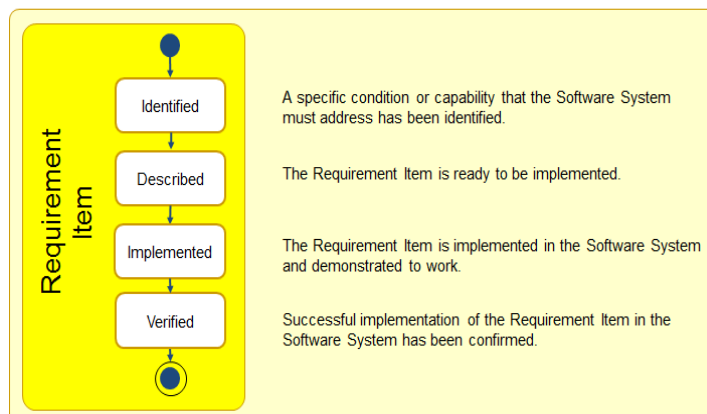 Requirement
Item
Identified
A specific condition or capability that the Software System
must address has been identified.
Described
The Requirement Item is ready to be implemented.
Implemented
The Requirement Item is implemented in the Software System
and demonstrated to work.
Verified
Successful implementation of the Requirement Item in the
Software System has been confirmed.